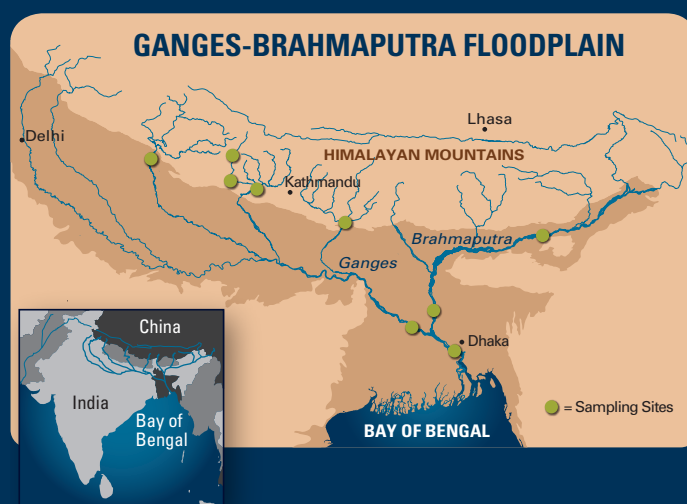 GANGES-BRAHMAPUTRA FLOODPLAIN
Lhasa
Delhi
HIMALAYAN MOUNTAINS
Kathmandu
Brahmaputra
Ganges
Dhaka
China
India
Bay of
Bengal
= Sampling Sites
BAY OF BENGAL